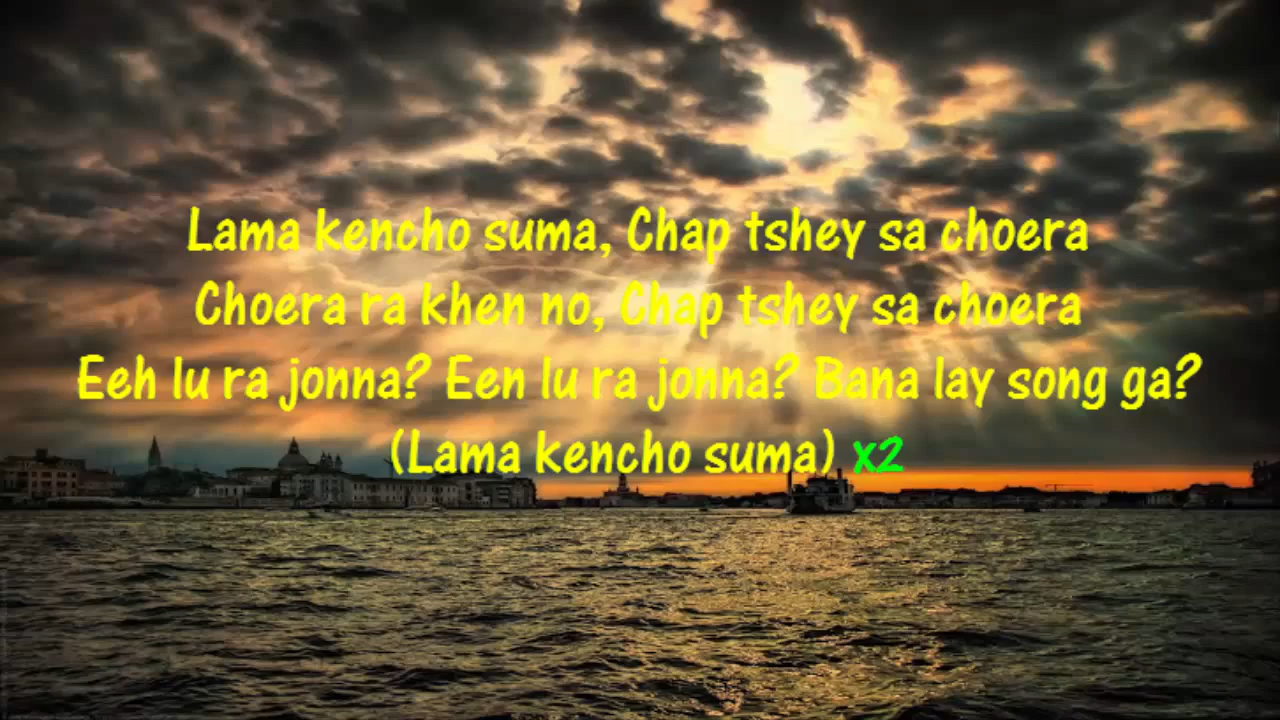 Lama kencho suma, Chap tshey sa choera
Choera ra khen no, Chap tshey sa choera
Eeh lu ra jonna? Een lu ra jonna? Bana lay song ga?
(Lama kencho suma) x2